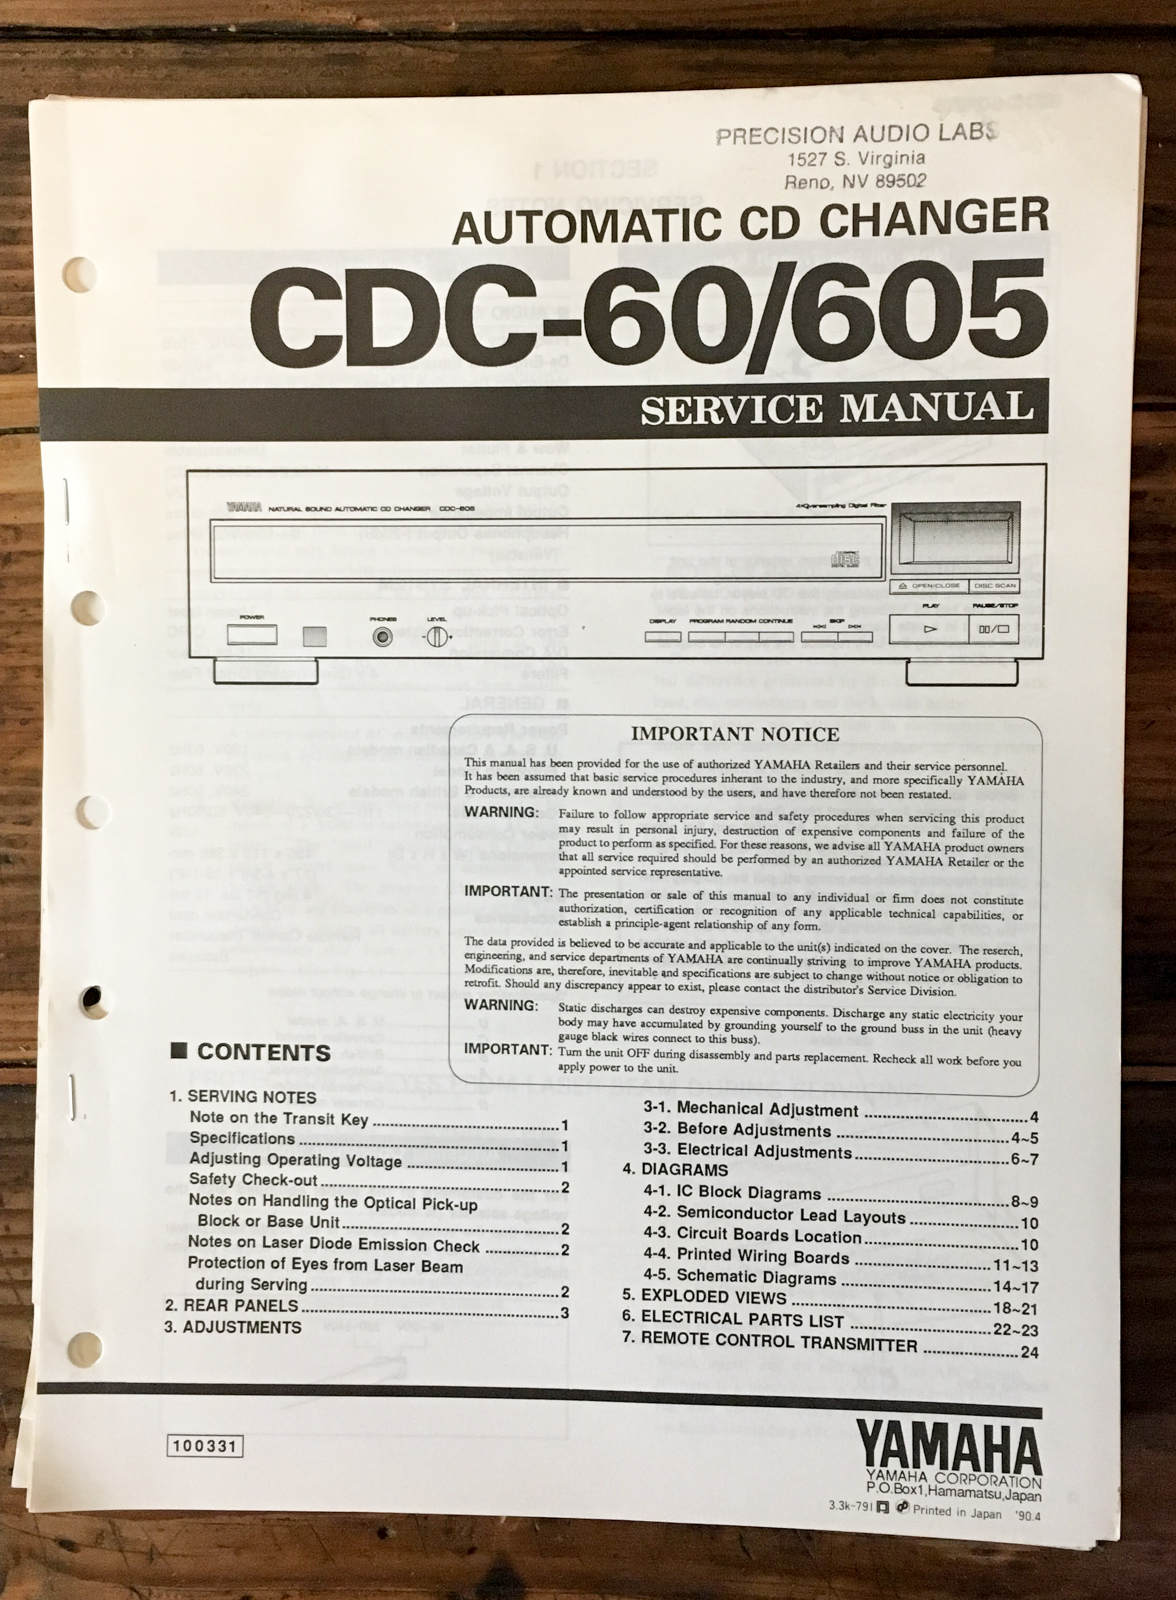 PRECISION AUDIO LABS
1527 S. Virginia
Reno, NV 89502
AUTOMATIC CD CHANGER
CDC-60/605
SERVICE MANUAL
YAMAHA NATURAL SOUND AUTOMATIC CD CHANGER CDC-605
4×Oversampling Digital Filter
DISC
OPEN/CLOSE DISC SCAN
POWER PHONES LEVEL DISPLAY PROGRAM RANDOM CONTINUE SKIP PLAY PAUSE/STOP
IMPORTANT NOTICE
This manual has been provided for the use of authorized YAMAHA Retailers and their service personnel.
It has been assumed that basic service procedures inherant to the industry, and more specifically YAMAHA
Products, are already known and understood by the users, and have therefore not been restated.
WARNING: Failure to follow appropriate service and safety procedures when servicing this product
may result in personal injury, destruction of expensive components and failure of the
product to perform as specified. For these reasons, we advise all YAMAHA product owners
that all service required should be performed by an authorized YAMAHA Retailer or the
appointed service representative.
IMPORTANT: The presentation or sale of this manual to any individual or firm does not constitute
authorization, certification or recognition of any applicable technical capabilities, or
establish a principle-agent relationship of any form.
The data provided is believed to be accurate and applicable to the unit(s) indicated on the cover. The reserch,
engineering, and service departments of YAMAHA are continually striving to improve YAMAHA products.
Modifications are, therefore, inevitable and specifications are subject to change without notice or obligation to
retrofit. Should any discrepancy appear to exist, please contact the distributor's Service Division.
WARNING: Static discharges can destroy expensive components. Discharge any static electricity your
body may have accumulated by grounding yourself to the ground buss in the unit (heavy
gauge black wires connect to this buss).
IMPORTANT: Turn the unit OFF during disassembly and parts replacement. Recheck all work before you
apply power to the unit.
■ CONTENTS
1. SERVING NOTES
Note on the Transit Key ........ 1
Specifications ........ 1
Adjusting Operating Voltage ........ 1
Safety Check-out ........ 2
Notes on Handling the Optical Pick-up
Block or Base Unit ........ 2
Notes on Laser Diode Emission Check ........ 2
Protection of Eyes from Laser Beam
during Serving ........ 2
2. REAR PANELS ........ 3
3. ADJUSTMENTS
3-1. Mechanical Adjustment ........ 4
3-2. Before Adjustments ........ 4~5
3-3. Electrical Adjustments ........ 6~7
4. DIAGRAMS
4-1. IC Block Diagrams ........ 8~9
4-2. Semiconductor Lead Layouts ........ 10
4-3. Circuit Boards Location ........ 10
4-4. Printed Wiring Boards ........ 11~13
4-5. Schematic Diagrams ........ 14~17
5. EXPLODED VIEWS ........ 18~21
6. ELECTRICAL PARTS LIST ........ 22~23
7. REMOTE CONTROL TRANSMITTER ........ 24
100331
YAMAHA
YAMAHA CORPORATION
P.O.Box1,Hamamatsu,Japan
3.3k-791 Printed in Japan '90.4